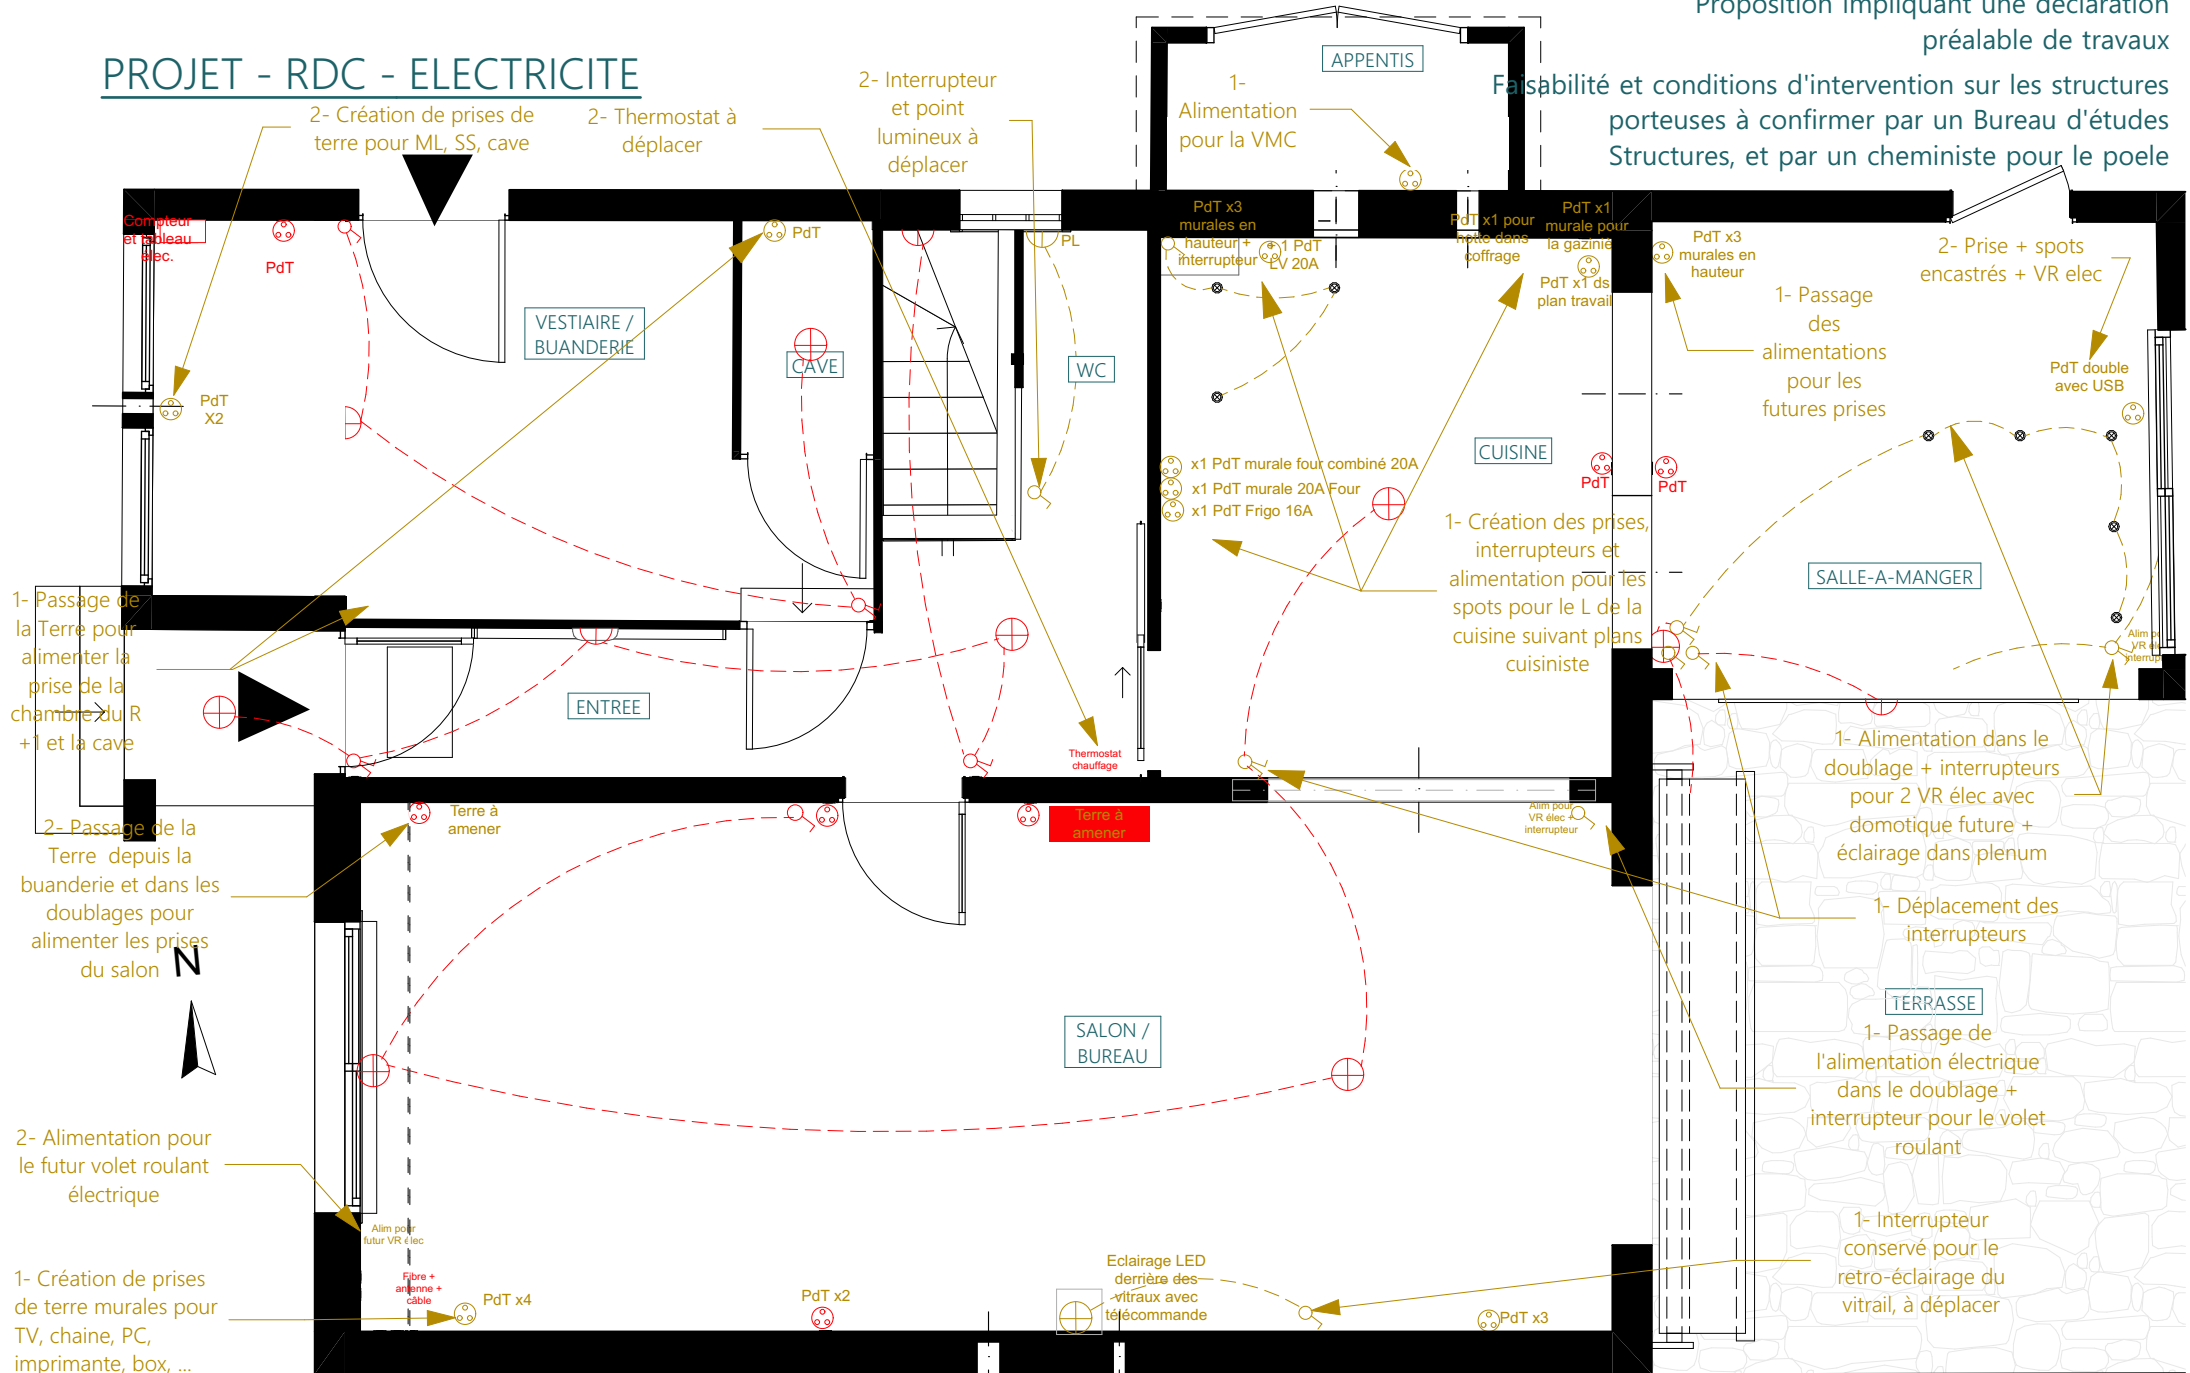 Proposition impliquant une déclaration
préalable de travaux
Faisabilité et conditions d'intervention sur les structures
porteuses à confirmer par un Bureau d'études
Structures, et par un cheministe pour le poele
PROJET - RDC - ELECTRICITE
2- Création de prises de
terre pour ML, SS, cave
2- Thermostat à
déplacer
2- Interrupteur
et point
lumineux à
déplacer
1-
Alimentation
pour la VMC
APPENTIS
Compteur
et tableau
élec.
PdT
PdT
PL
PdT x3
murales en
hauteur +
interrupteur
+ 1 PdT
LV 20A
PdT x1 pour
hotte dans
coffrage
PdT x1
murale pour
la gazinié
PdT x1 ds
plan travail
PdT x3
murales en
hauteur
2- Prise + spots
encastrés + VR elec
1- Passage
des
alimentations
pour les
futures prises
PdT double
avec USB
VESTIAIRE /
BUANDERIE
CAVE
WC
PdT
X2
CUISINE
x1 PdT murale four combiné 20A
x1 PdT murale 20A Four
x1 PdT Frigo 16A
PdT
PdT
1- Création des prises,
interrupteurs et
alimentation pour les
spots pour le L de la
cuisine suivant plans
cuisiniste
SALLE-A-MANGER
Alim
VR
1- Passage de
la Terre pour
alimenter la
prise de la
chambre du R
+1 et la cave
ENTREE
Thermostat
chauffage
1- Alimentation dans le
doublage + interrupteurs
pour 2 VR élec avec
domotique future +
éclairage dans plenum
Terre à
amener
Terre à
amener
Alim pour
VR élec +
interrupteur
2- Passage de la
Terre depuis la
buanderie et dans les
doublages pour
alimenter les prises
du salon
N
1- Déplacement des
interrupteurs
SALON /
BUREAU
TERRASSE
1- Passage de
l'alimentation électrique
dans le doublage +
interrupteur pour le volet
roulant
2- Alimentation pour
le futur volet roulant
électrique
Alim pour
futur VR élec
1- Interrupteur
conservé pour le
retro-éclairage du
vitrail, à déplacer
1- Création de prises
de terre murales pour
TV, chaine, PC,
imprimante, box, ...
Fibre +
antenne +
câble
PdT x4
PdT x2
Eclairage LED
derrière des
vitraux avec
télécommande
PdT x3